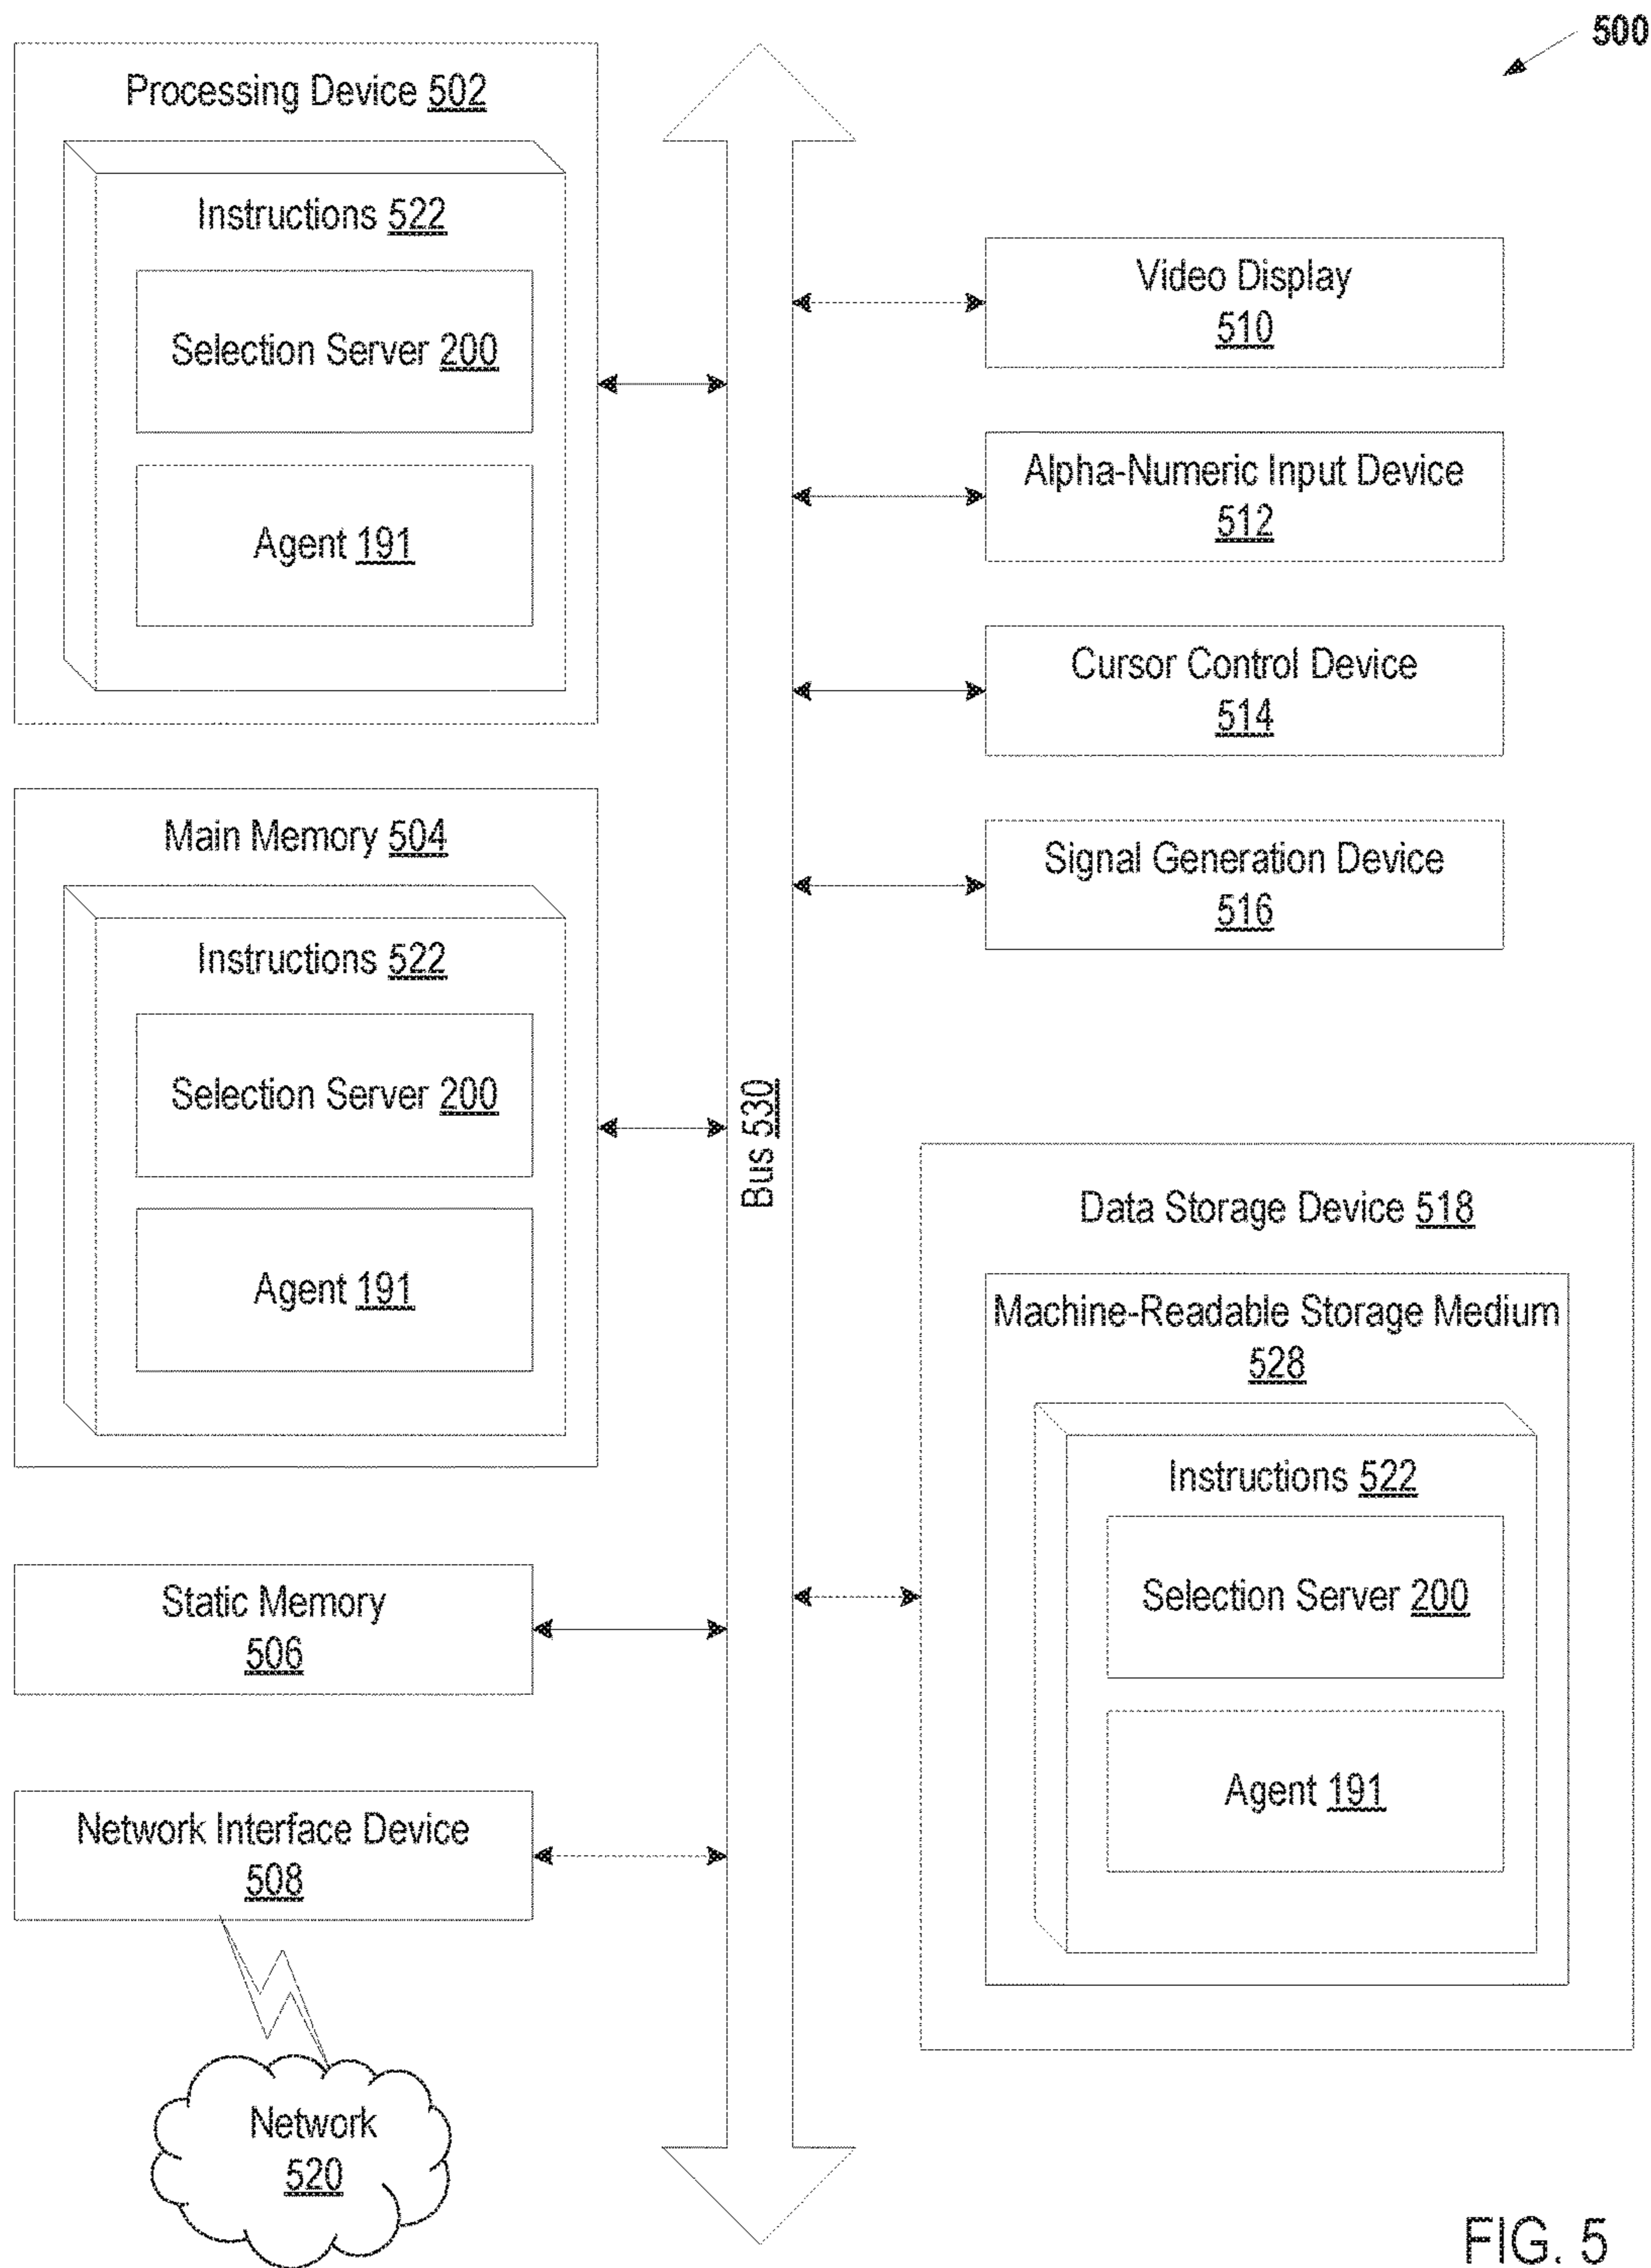 500
Processing Device 502
Instructions 522
Selection Server 200
Agent 191
Main Memory 504
Instructions 522
Selection Server 200
Agent 191
Static Memory
506
Network Interface Device
508
Network
520
Bus 530
Video Display
510
Alpha-Numeric Input Device
512
Cursor Control Device
514
Signal Generation Device
516
Data Storage Device 518
Machine-Readable Storage Medium
528
Instructions 522
Selection Server 200
Agent 191
FIG. 5